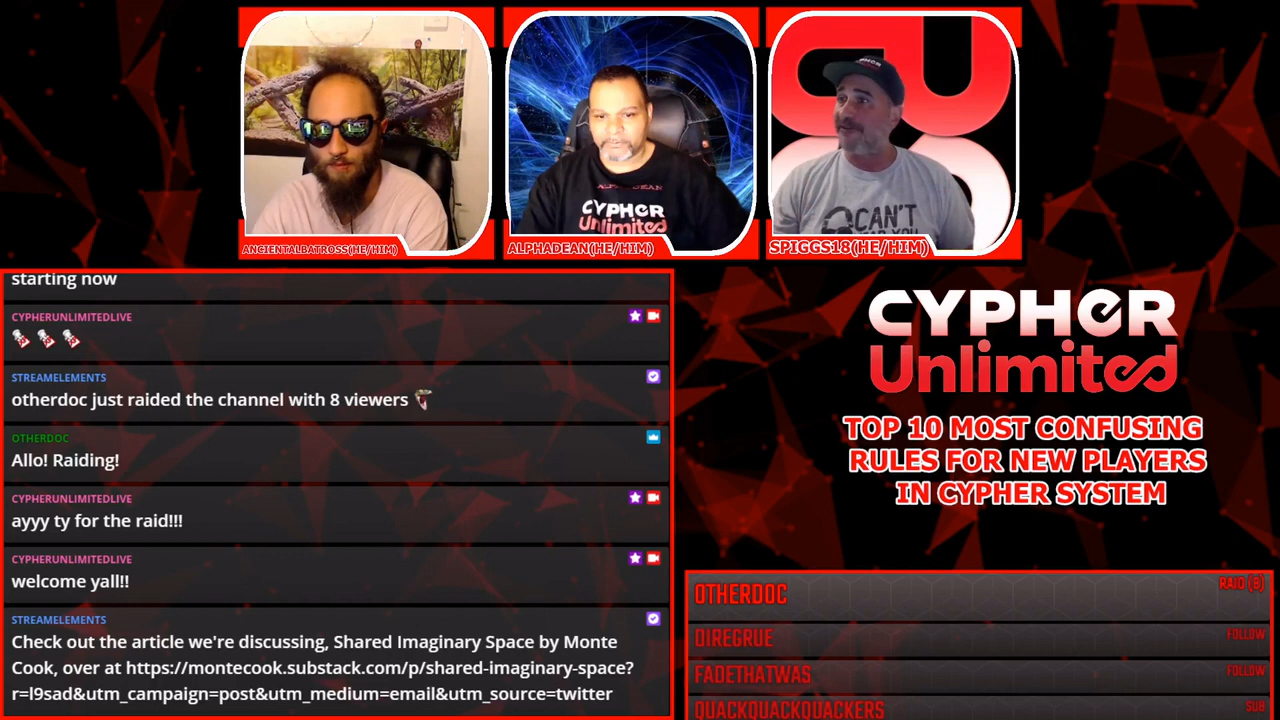 ANCIENTALBATROSS(HE/HIM)
ALPHADEAN(HE/HIM)
SPIGGS18(HE/HIM)
CYPHER
Unlimited
CAN'T
starting now
CYPHERUNLIMITEDLIVE
STREAMELEMENTS
otherdoc just raided the channel with 8 viewers
OTHERDOC
Allo! Raiding!
CYPHERUNLIMITEDLIVE
ayyy ty for the raid!!!
CYPHERUNLIMITEDLIVE
welcome yall!!
STREAMELEMENTS
Check out the article we're discussing, Shared Imaginary Space by Monte
Cook, over at https://montecook.substack.com/p/shared-imaginary-space?
r=l9sad&utm_campaign=post&utm_medium=email&utm_source=twitter
CYPHER
Unlimited
TOP 10 MOST CONFUSING
RULES FOR NEW PLAYERS
IN CYPHER SYSTEM
OTHERDOC RAID (8)
DIREGRUE FOLLOW
FADETHATWAS FOLLOW
QUACKQUACKQUACKERS SUB